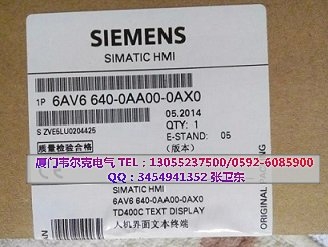 SIEMENS
SIMATIC HMI
1P 6AV6 640-0AA00-0AX0
05.2014
S ZVE5LU0204425
QTY: 1
E-STAND: 05
质量检验合格
(版本)
ORIGINAL
厦门韦尔克电气 TEL：13055237500/0592-6085900
QQ：3454941352 张卫东
SIMATIC HMI
6AV6 640-0AA00-0AX0
TD400C TEXT DISPLAY
人机界面文本终端